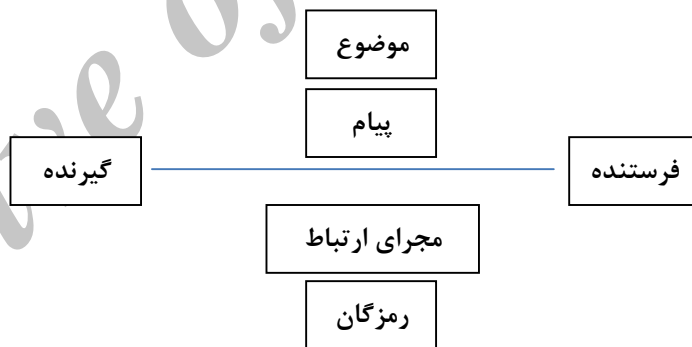 موضوع
پیام
فرستنده
گیرنده
مجرای ارتباط
رمزگان